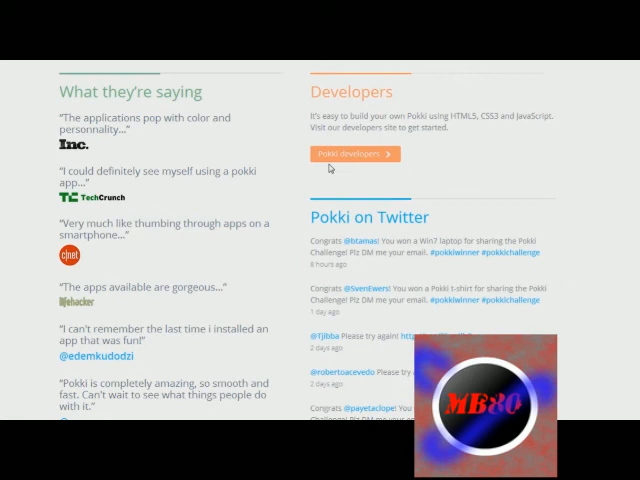 What they're saying
"The applications pop with color and
personnality..."
Inc.
"I could definitely see myself using a pokki
app..."
TC TechCrunch
"Very much like thumbing through apps on a
smartphone..."
c|net
"The apps available are gorgeous..."
lifehacker
"I can't remember the last time i installed an
app that was fun!"
@edemkudodzi
"Pokki is completely amazing, so smooth and
fast. Can't wait to see what things people do
with it."
Developers
It's easy to build your own Pokki using HTML5, CSS3 and JavaScript.
Visit our developers site to get started.
Pokki developers
Pokki on Twitter
Congrats @btamas! You won a Win7 laptop for sharing the Pokki
Challenge! Plz DM me your email. #pokkiwinner #pokkichallenge
8 hours ago
Congrats @SvenEwers! You won a Pokki t-shirt for sharing the Pokki
Challenge! Plz DM me your email. #pokkiwinner #pokkichallenge
1 day ago
@Tjibba Please try again!
2 days ago
@robertoacevedo Please try
2 days ago
Congrats @payetaclope! You
MB80